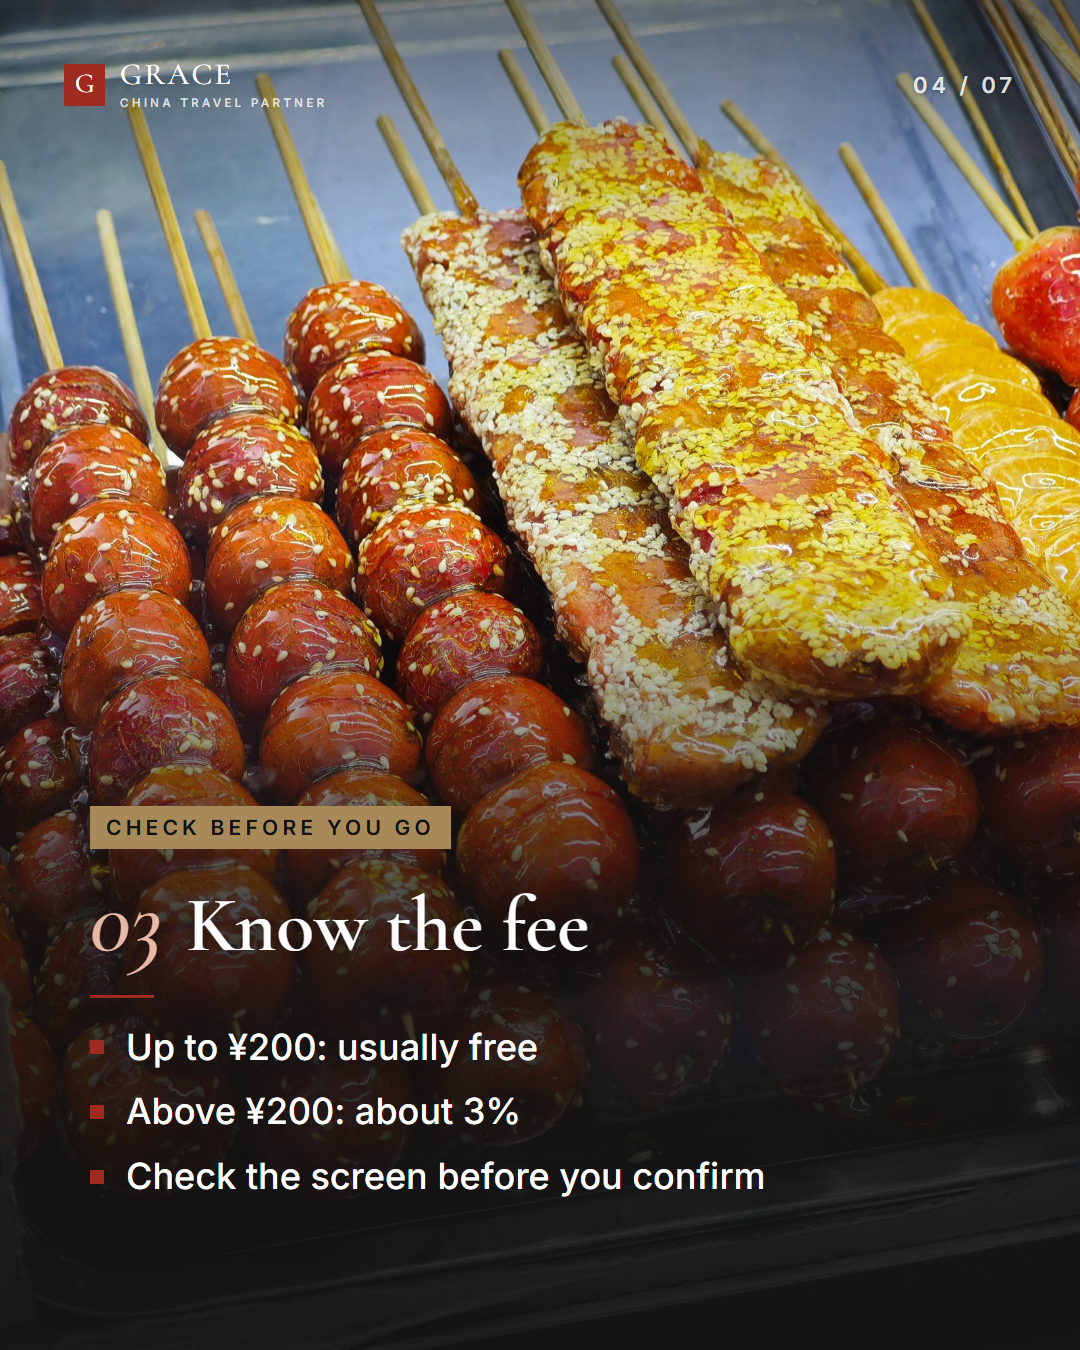 G
GRACE
CHINA TRAVEL PARTNER
04 / 07
CHECK BEFORE YOU GO
03 Know the fee
Up to ¥200: usually free
Above ¥200: about 3%
Check the screen before you confirm